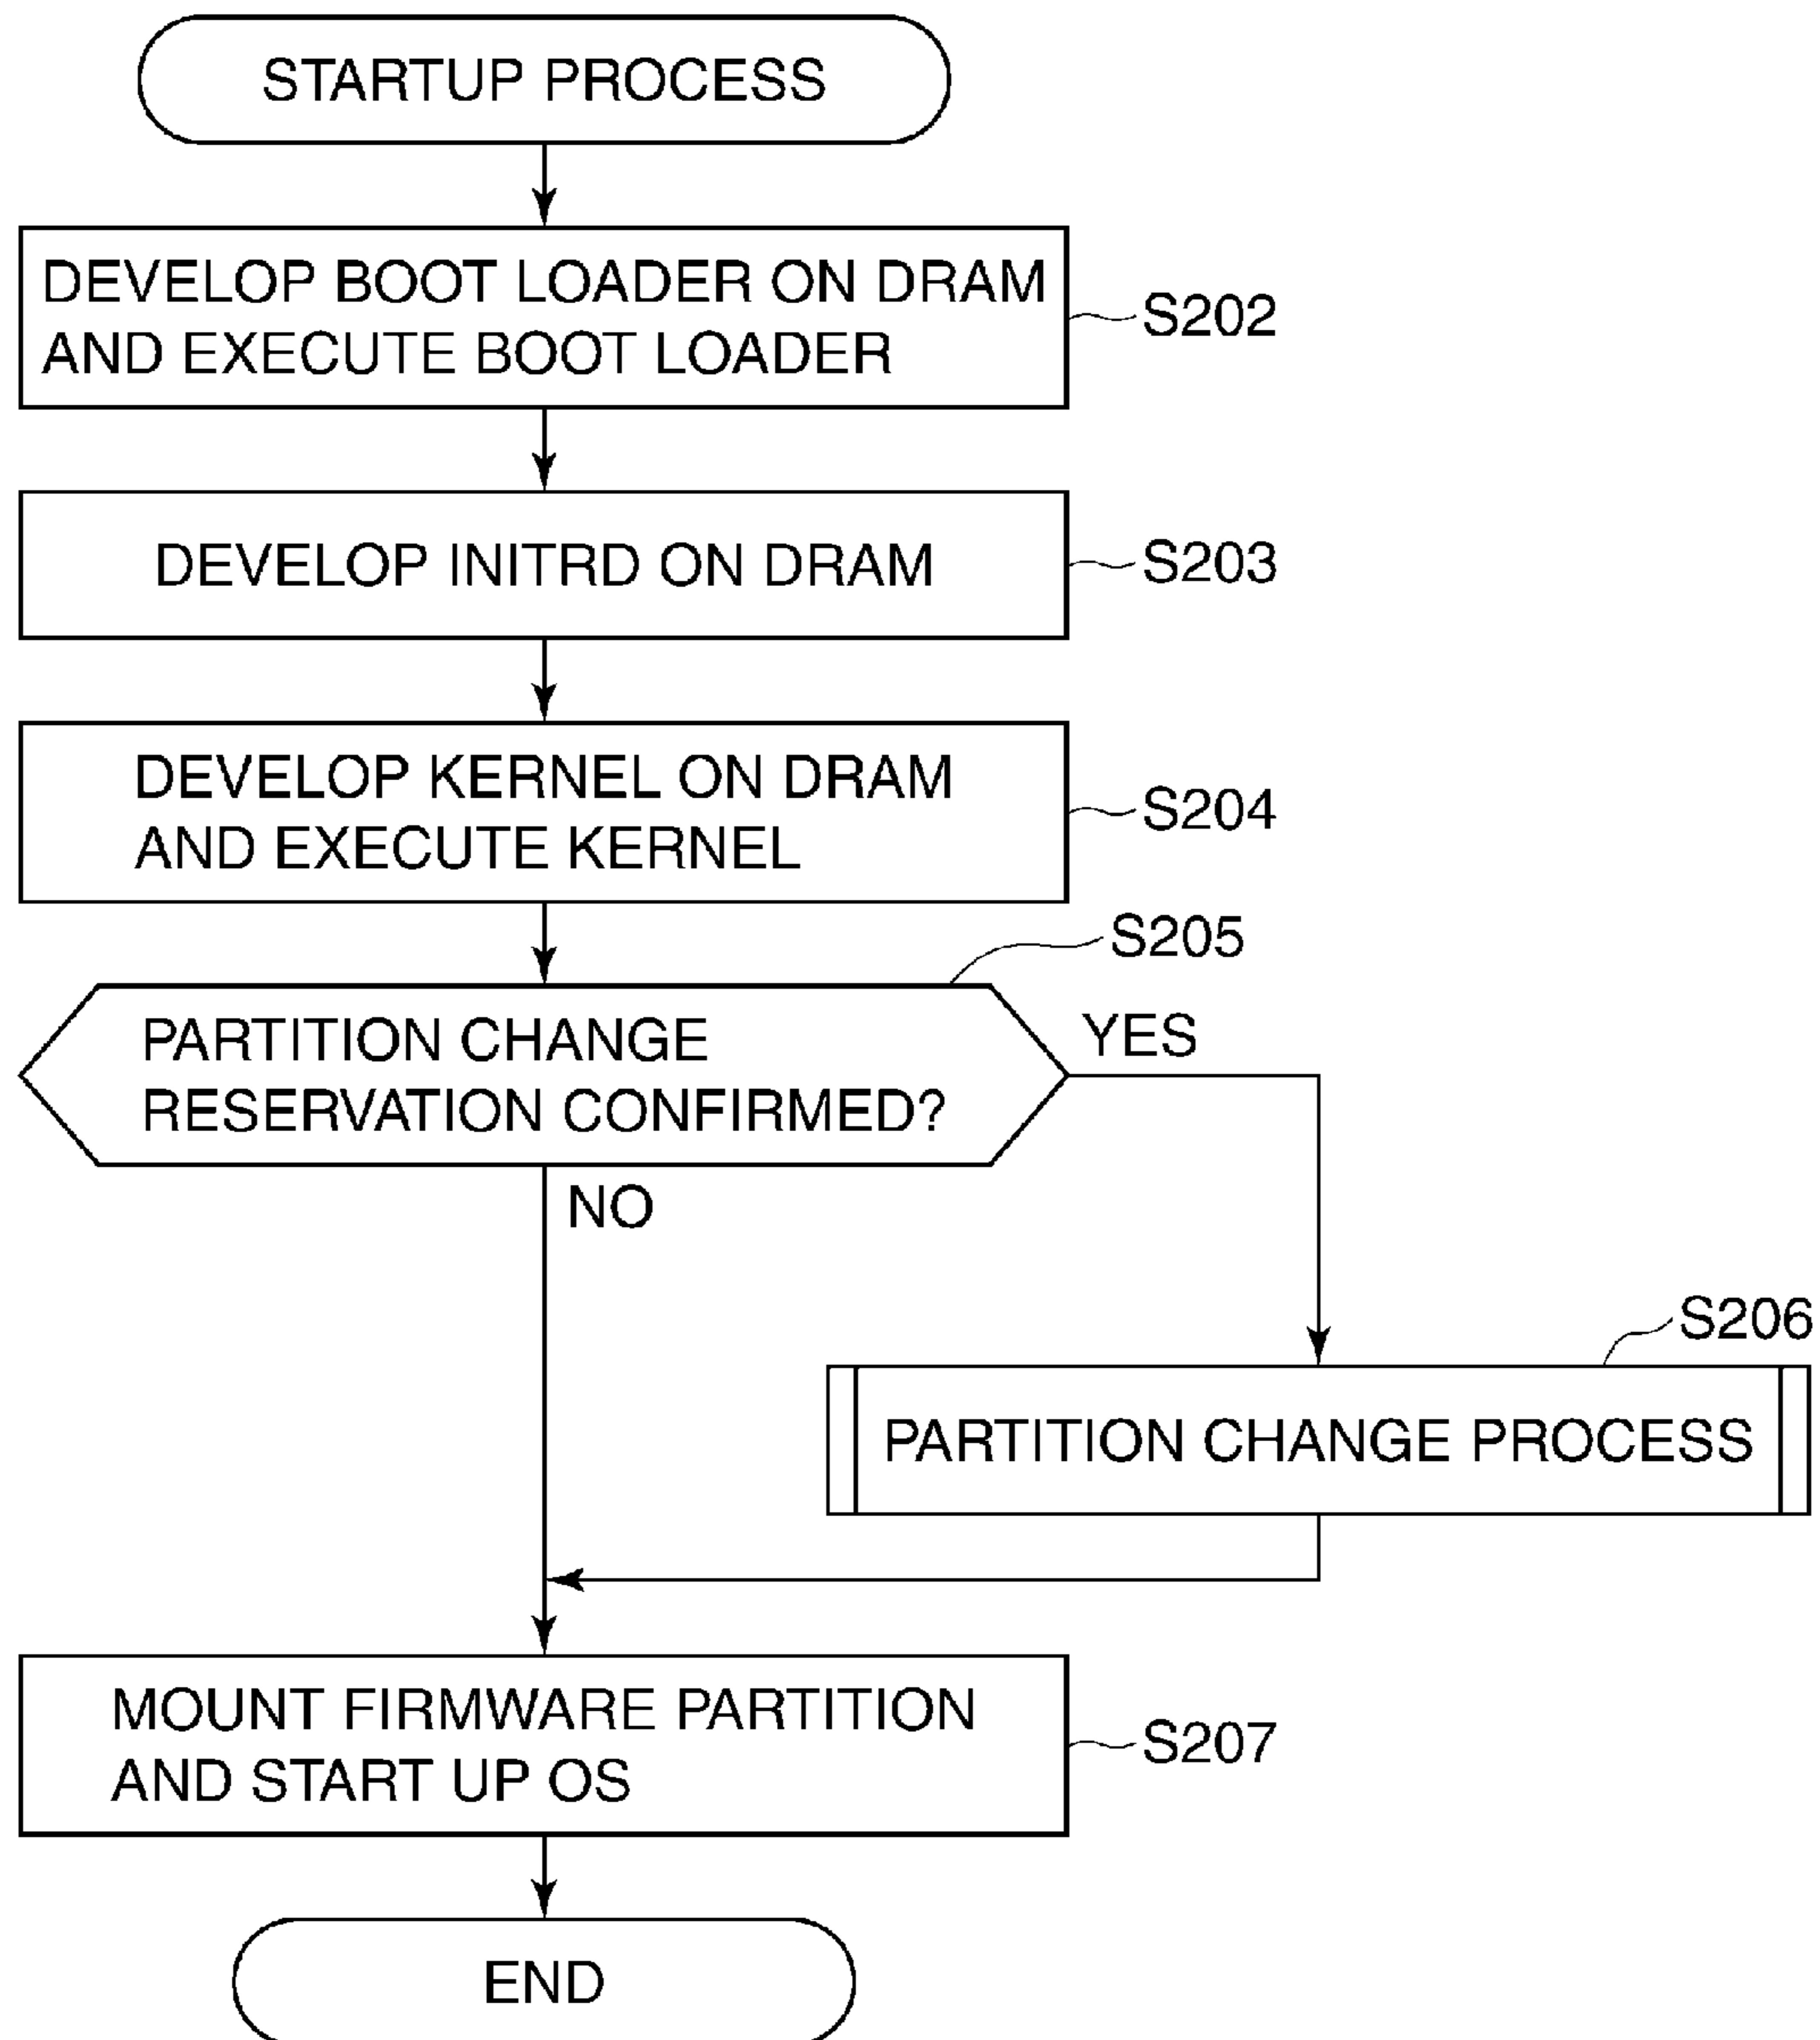 STARTUP PROCESS
DEVELOP BOOT LOADER ON DRAM
AND EXECUTE BOOT LOADER
S202
DEVELOP INITRD ON DRAM
S203
DEVELOP KERNEL ON DRAM
AND EXECUTE KERNEL
S204
S205
PARTITION CHANGE
RESERVATION CONFIRMED?
YES
NO
S206
PARTITION CHANGE PROCESS
MOUNT FIRMWARE PARTITION
AND START UP OS
S207
END